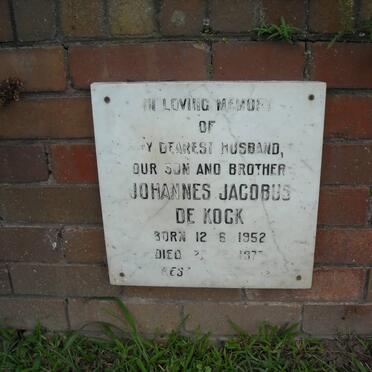 IN LOVING MEMORY
OF
MY DEAREST HUSBAND,
OUR SON AND BROTHER
JOHANNES JACOBUS
DE KOCK
BORN 12 6 1952
DIED
REST